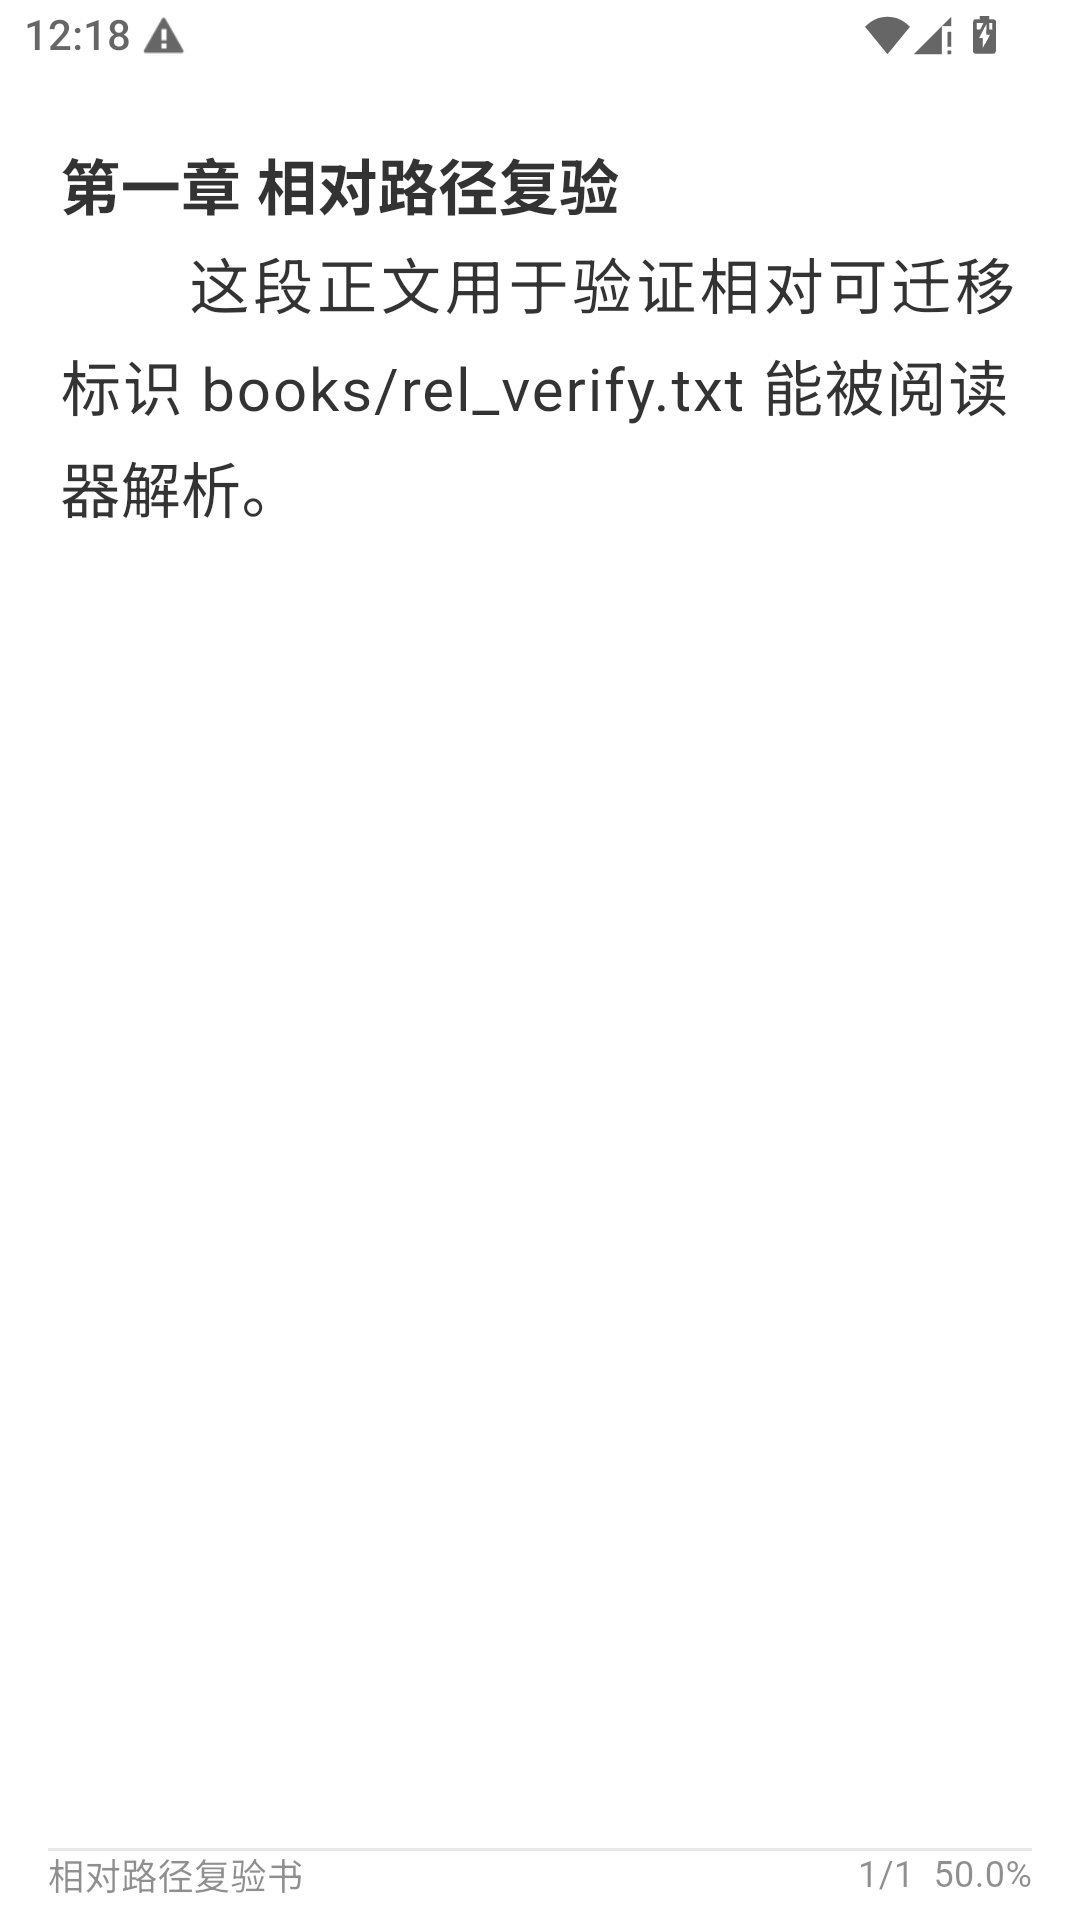 12:18
第一章 相对路径复验
这段正文用于验证相对可迁移
标识 books/rel_verify.txt 能被阅读
器解析。
相对路径复验书 1/1 50.0%